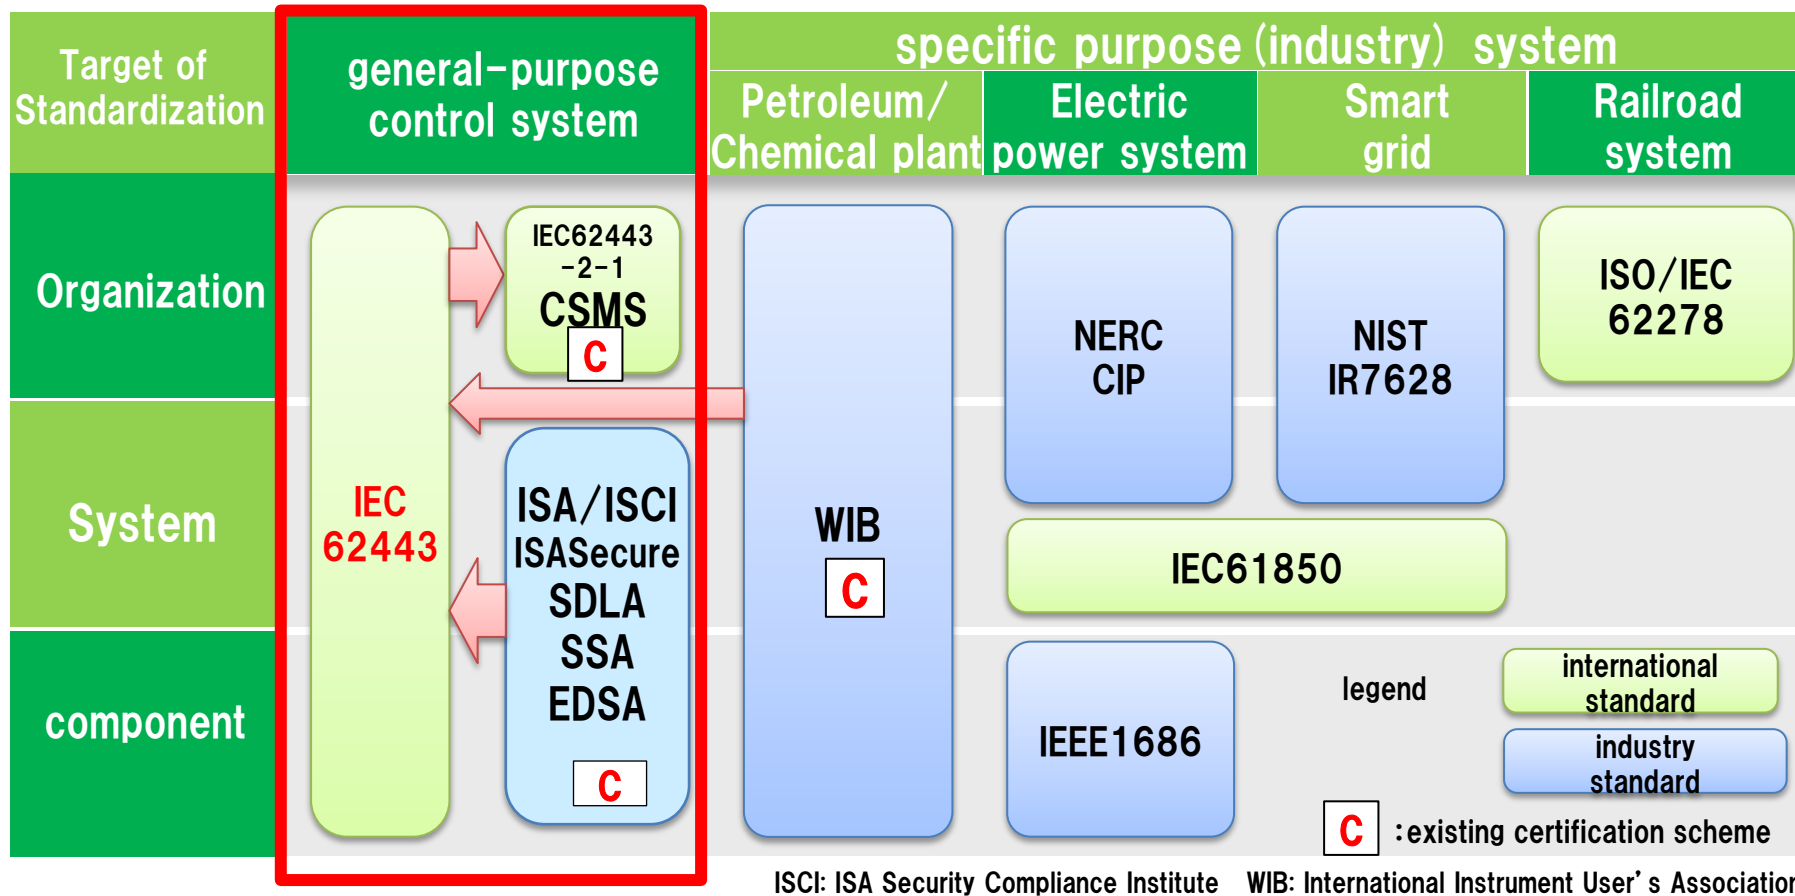 Target of
Standardization
general-purpose
control system
specific purpose (industry) system
Petroleum/
Chemical plant
Electric
power system
Smart
grid
Railroad
system
Organization
System
component
IEC
62443
IEC62443
-2-1
CSMS
C
ISA/ISCI
ISASecure
SDLA
SSA
EDSA
C
WIB
C
NERC
CIP
NIST
IR7628
ISO/IEC
62278
IEC61850
IEEE1686
legend
international
standard
industry
standard
C :existing certification scheme
ISCI: ISA Security Compliance Institute WIB: International Instrument User's Association